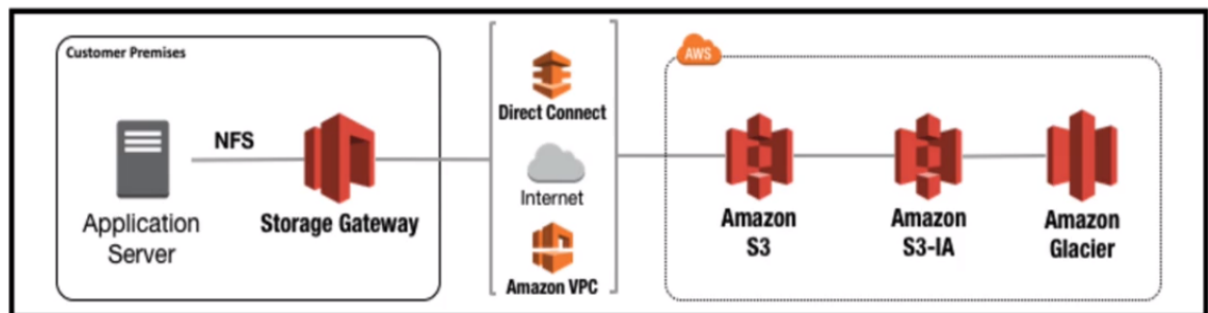 Customer Premises
NFS
Application
Server
Storage Gateway
Direct Connect
Internet
Amazon VPC
AWS
Amazon
S3
Amazon
S3-IA
Amazon
Glacier